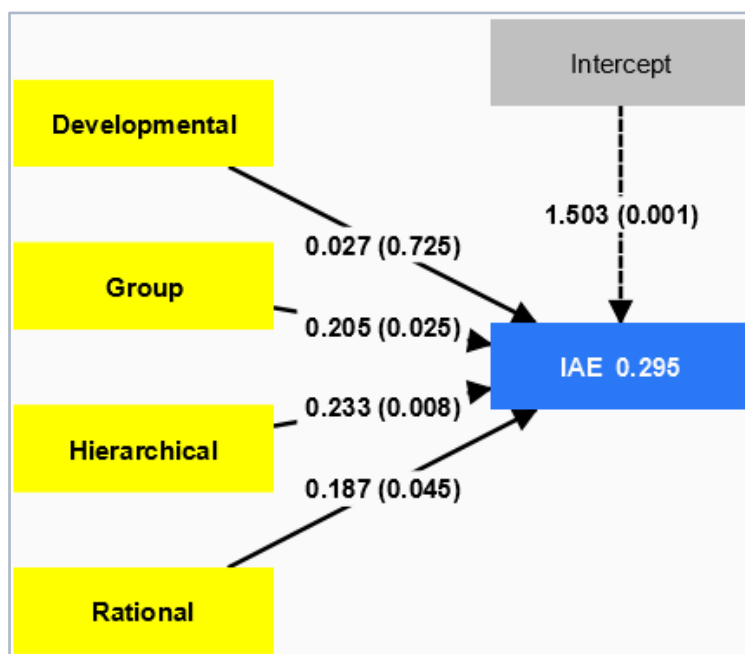 Intercept
Developmental
1.503 (0.001)
0.027 (0.725)
Group
0.205 (0.025)
IAE 0.295
0.233 (0.008)
Hierarchical
0.187 (0.045)
Rational